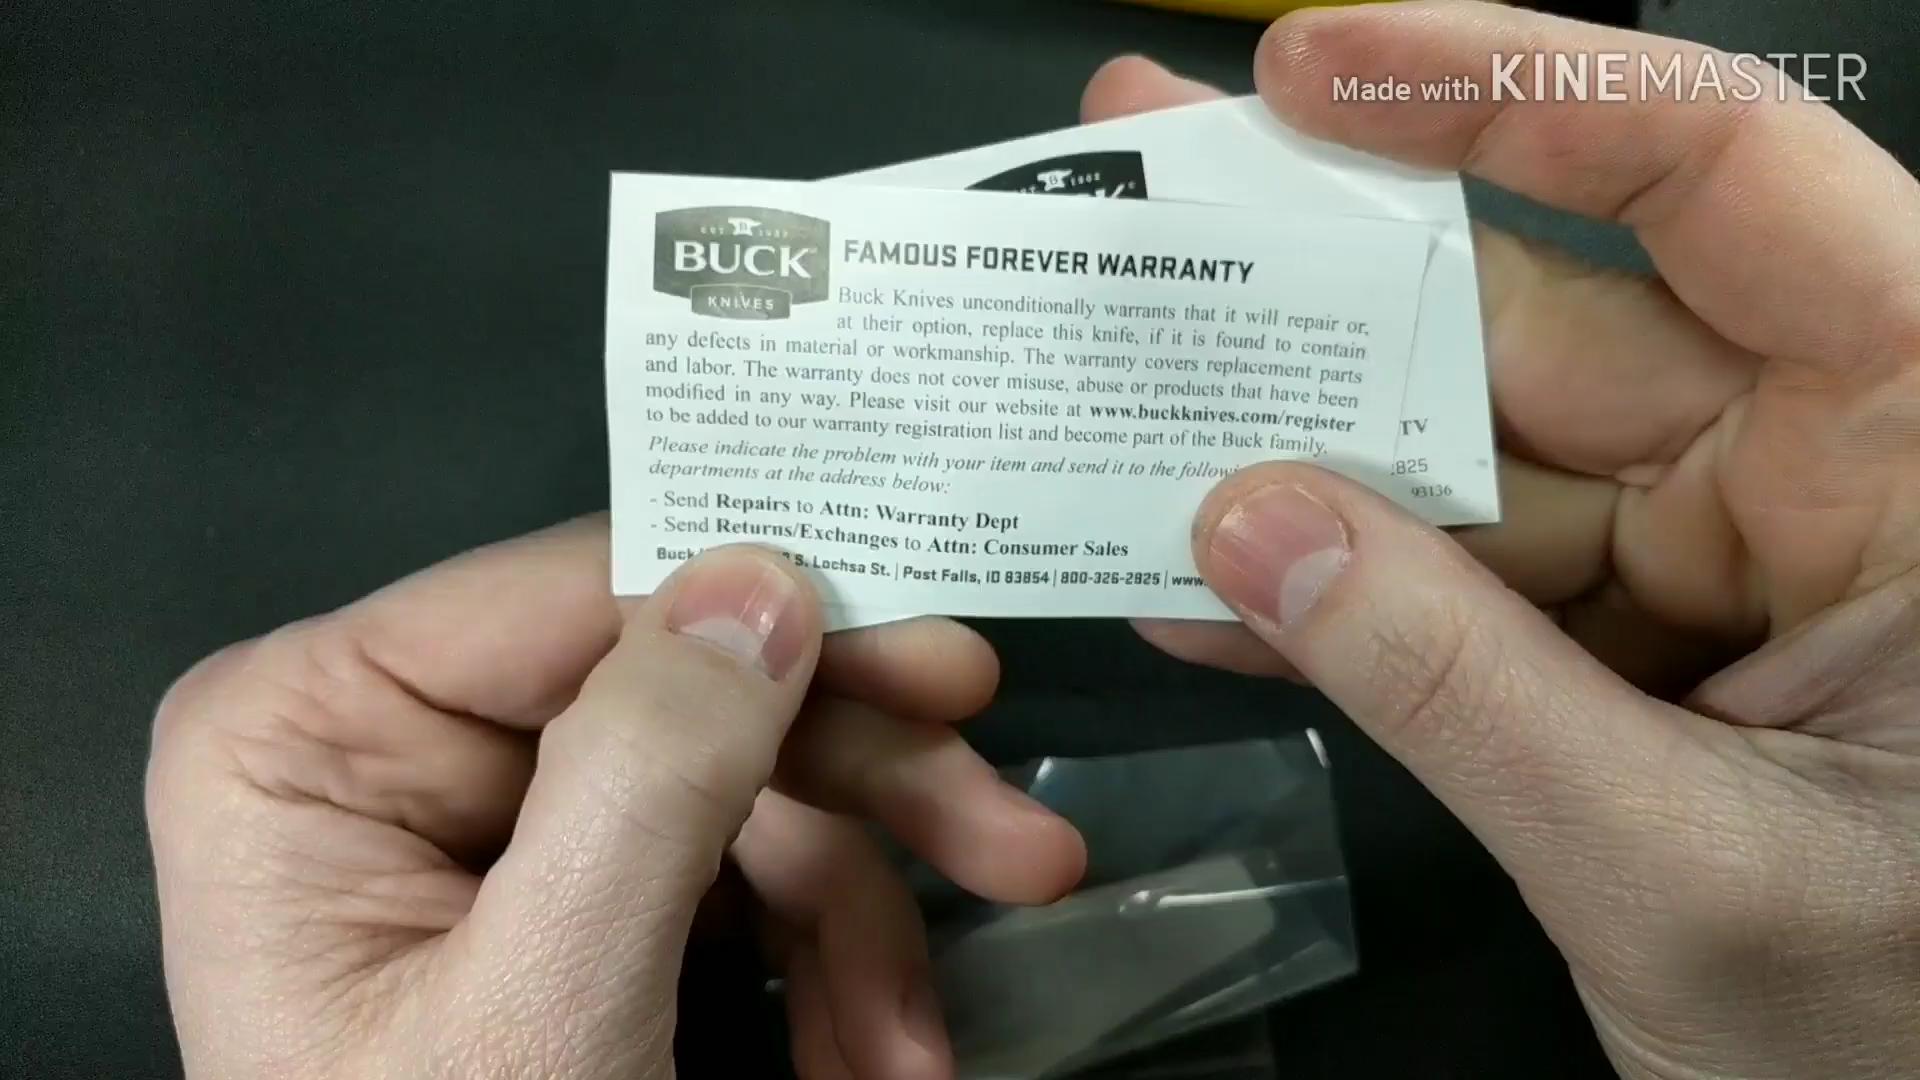 Made with KINEMASTER
B 1902
EST B 1902
BUCK
KNIVES
FAMOUS FOREVER WARRANTY
Buck Knives unconditionally warrants that it will repair or,
at their option, replace this knife, if it is found to contain
any defects in material or workmanship. The warranty covers replacement parts
and labor. The warranty does not cover misuse, abuse or products that have been
modified in any way. Please visit our website at www.buckknives.com/register
to be added to our warranty registration list and become part of the Buck family.
Please indicate the problem with your item and send it to the
departments at the address below:
- Send Repairs to Attn: Warranty Dept
- Send Returns/Exchanges to Attn: Consumer Sales
Buck S. Lochsa St. | Post Falls, ID 83854 | 800-326-2825 | www.
TV
825
93136